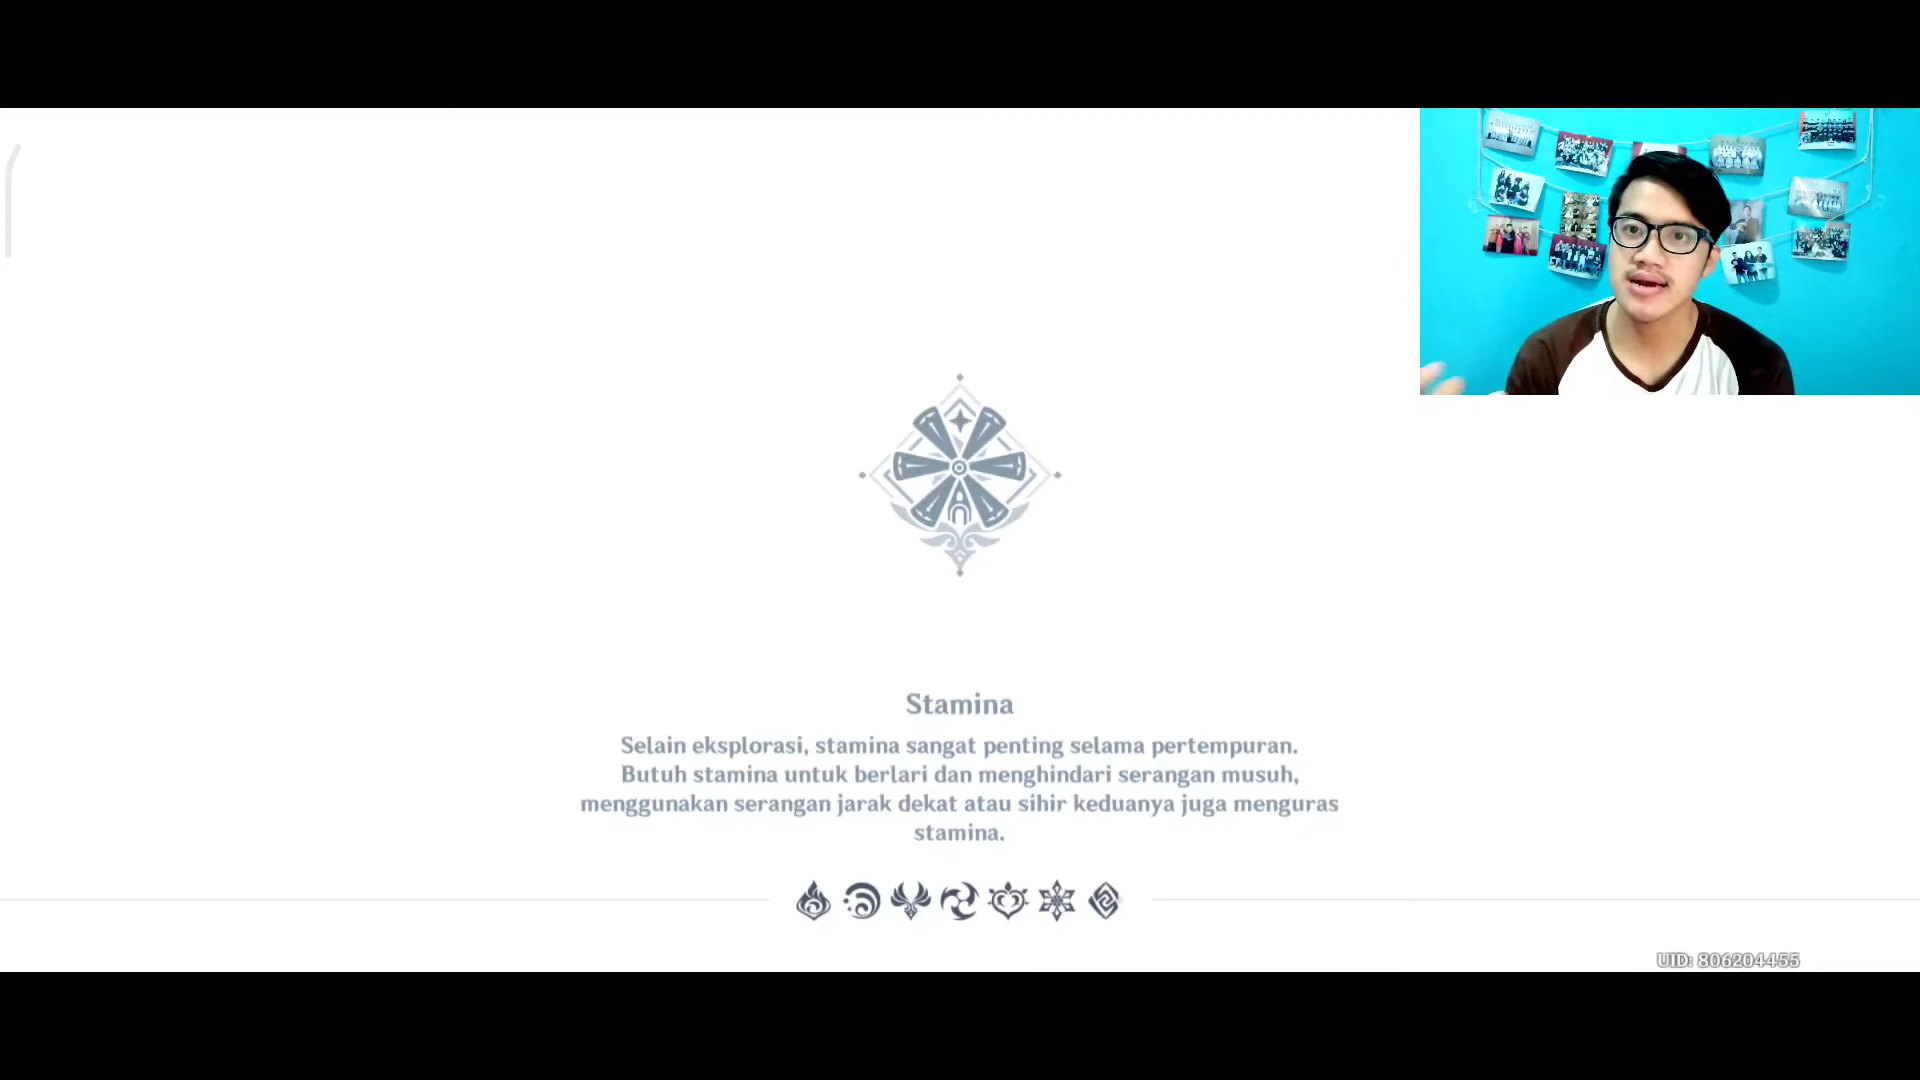 Stamina
Selain eksplorasi, stamina sangat penting selama pertempuran.
Butuh stamina untuk berlari dan menghindari serangan musuh,
menggunakan serangan jarak dekat atau sihir keduanya juga menguras
stamina.
UID: 806204455